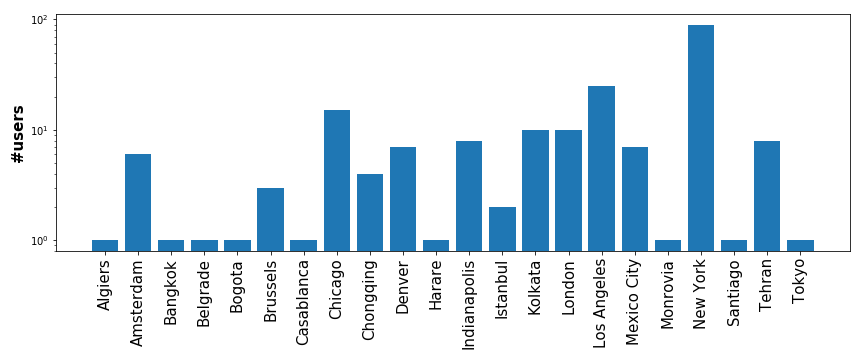 #users
10²
10¹
10⁰
Algiers
Amsterdam
Bangkok
Belgrade
Bogota
Brussels
Casablanca
Chicago
Chongqing
Denver
Harare
Indianapolis
Istanbul
Kolkata
London
Los Angeles
Mexico City
Monrovia
New York
Santiago
Tehran
Tokyo